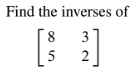 Find the inverses of
[8 3
5 2]